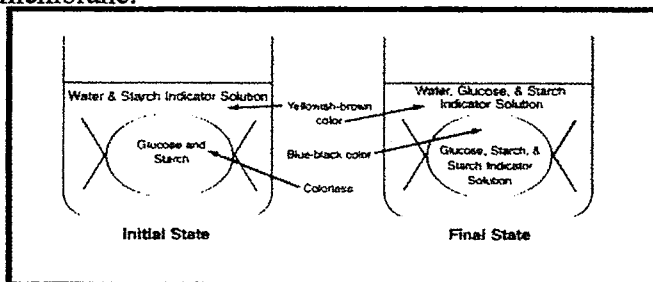 membrane.
Water & Starch Indicator Solution
Glucose and
Starch
Initial State
Yellowish-brown
color
Blue-black color
Colorless
Water, Glucose, & Starch
Indicator Solution
Glucose, Starch, &
Starch Indicator
Solution
Final State